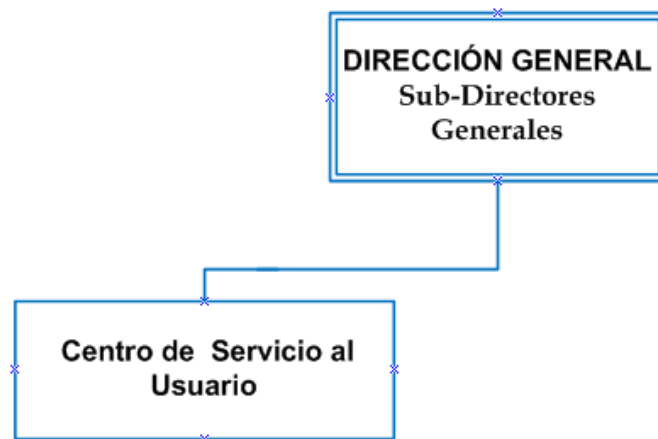 DIRECCIÓN GENERAL
Sub-Directores
Generales
Centro de Servicio al
Usuario